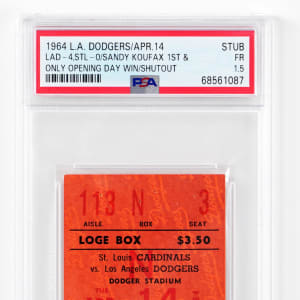 1964 L.A. DODGERS/APR.14 STUB
LAD-4,STL-0/SANDY KOUFAX 1ST & FR
ONLY OPENING DAY WIN/SHUTOUT 1.5
PSA 68561087
113 N 3
AISLE BOX SEAT
LOGE BOX $3.50
St. Louis CARDINALS
vs. Los Angeles DODGERS
DODGER STADIUM